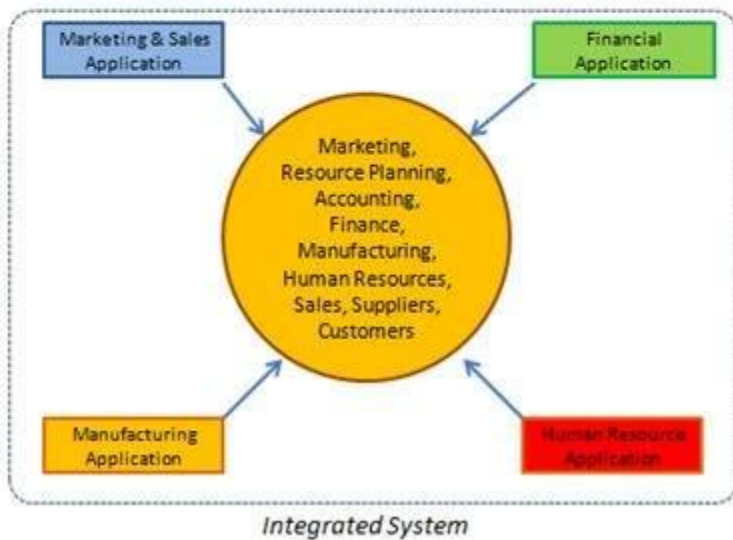 Marketing & Sales
Application
Financial
Application
Marketing,
Resource Planning,
Accounting,
Finance,
Manufacturing,
Human Resources,
Sales, Suppliers,
Customers
Manufacturing
Application
Human Resource
Application
Integrated System